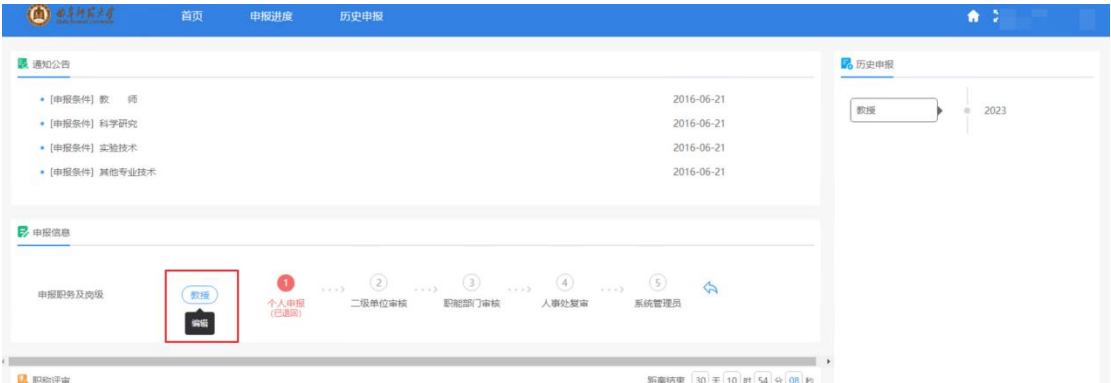 首页 申报进度 历史申报
通知公告
[申报条件] 教 师 2016-06-21
[申报条件] 科学研究 2016-06-21
[申报条件] 实验技术 2016-06-21
[申报条件] 其他专业技术 2016-06-21
申报信息
申报职务及岗级 教授
编辑
1 2 3 4 5
个人申报 二级单位审核 职能部门审核 人事处复审 系统管理员
(已退回)
职称评审 距离结束 30 天 10 时 54 分 08 秒
历史申报
教授 2023